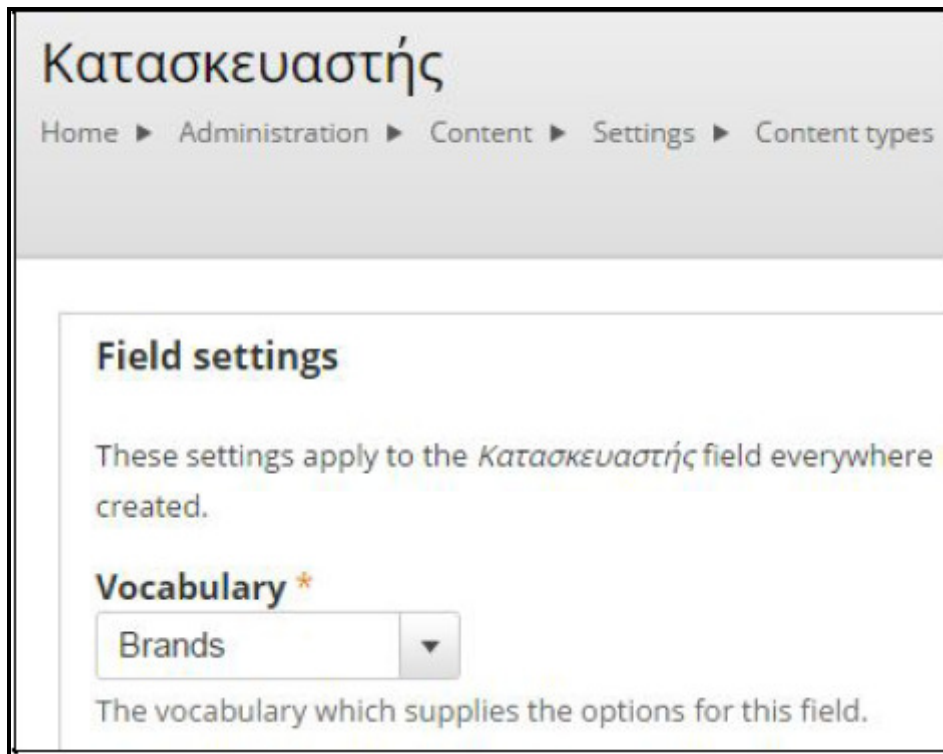 Κατασκευαστής
Home ▶ Administration ▶ Content ▶ Settings ▶ Content types
Field settings
These settings apply to the Κατασκευαστής field everywhere
created.
Vocabulary *
Brands
The vocabulary which supplies the options for this field.